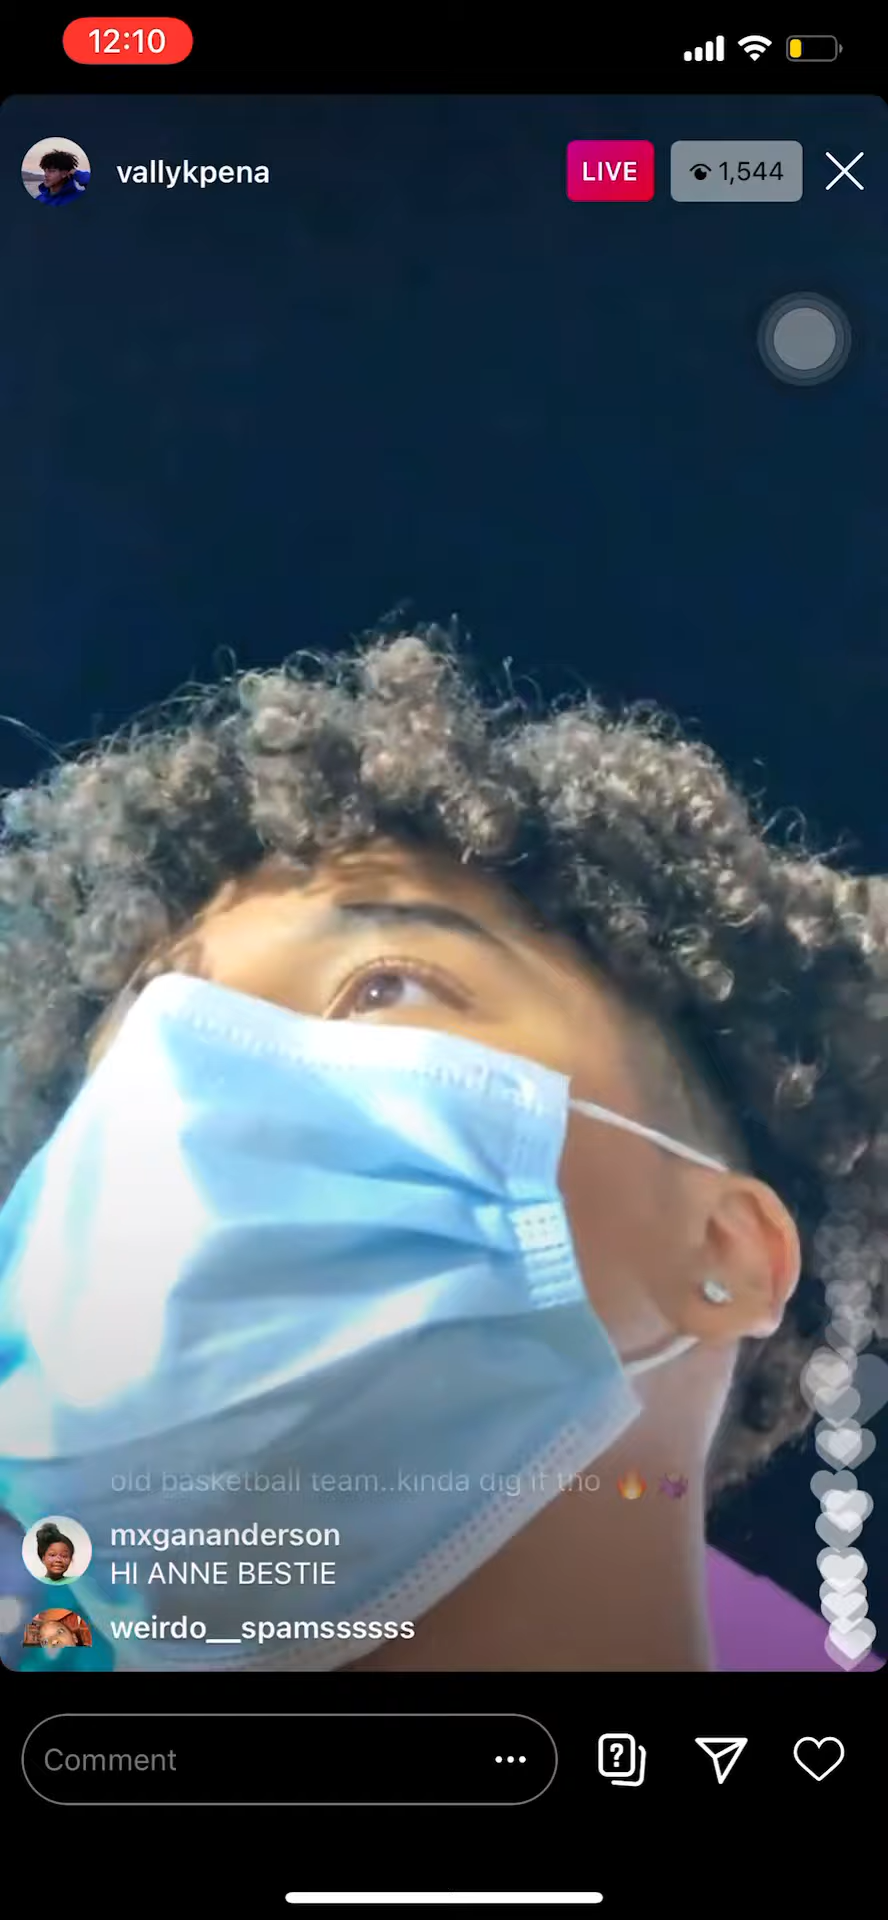 12:10
vallykpena
LIVE
1,544
old basketball team..kinda dig it tho 🔥
mxgananderson
HI ANNE BESTIE
weirdo__spamssssss
Comment